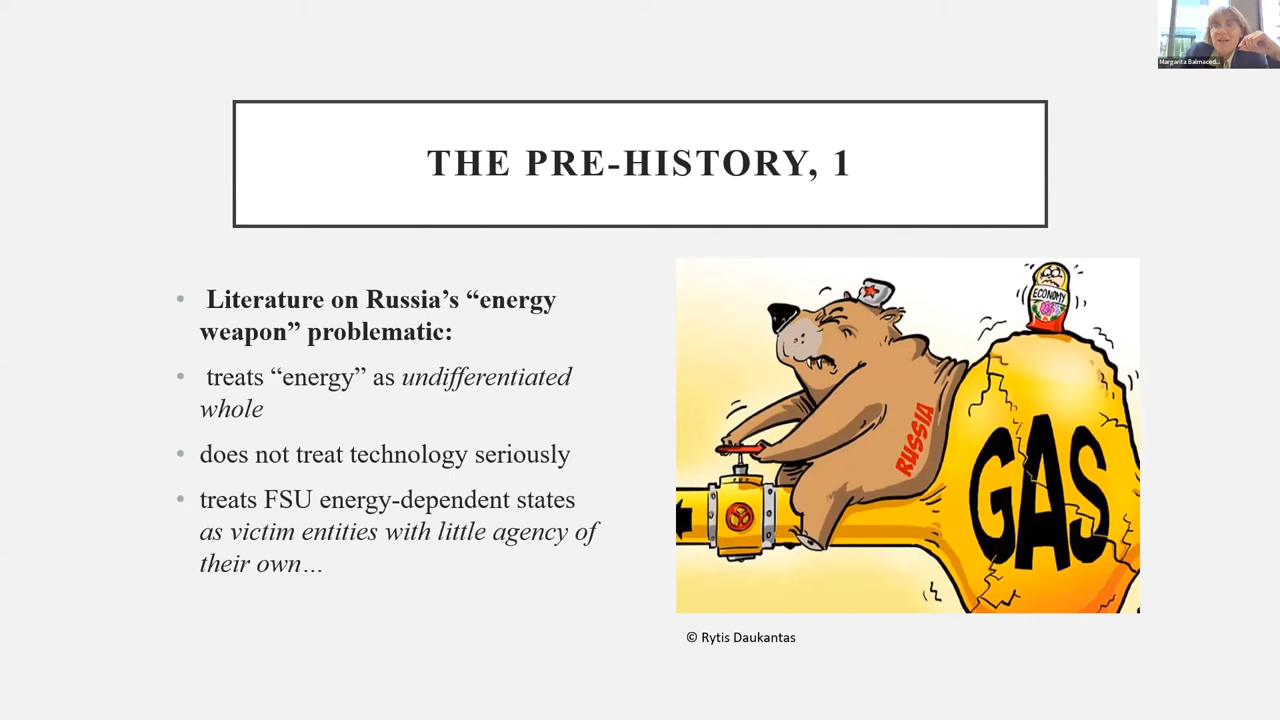 Margarita Balmaced...
THE PRE-HISTORY, 1
• Literature on Russia’s “energy
weapon” problematic:
• treats “energy” as undifferentiated
whole
• does not treat technology seriously
• treats FSU energy-dependent states
as victim entities with little agency of
their own…
ECONOMY
RUSSIA
GAS
© Rytis Daukantas